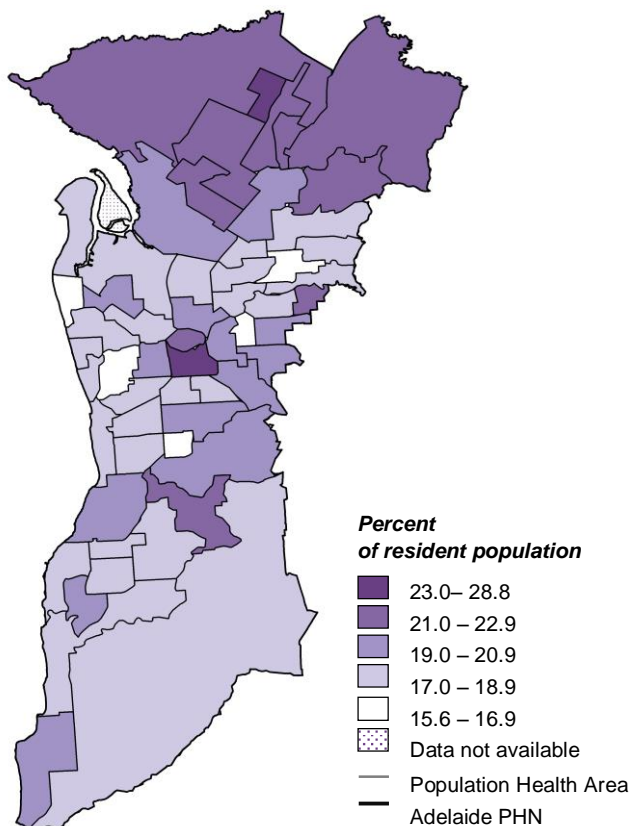 Percent
of resident population
23.0– 28.8
21.0 – 22.9
19.0 – 20.9
17.0 – 18.9
15.6 – 16.9
Data not available
Population Health Area
Adelaide PHN